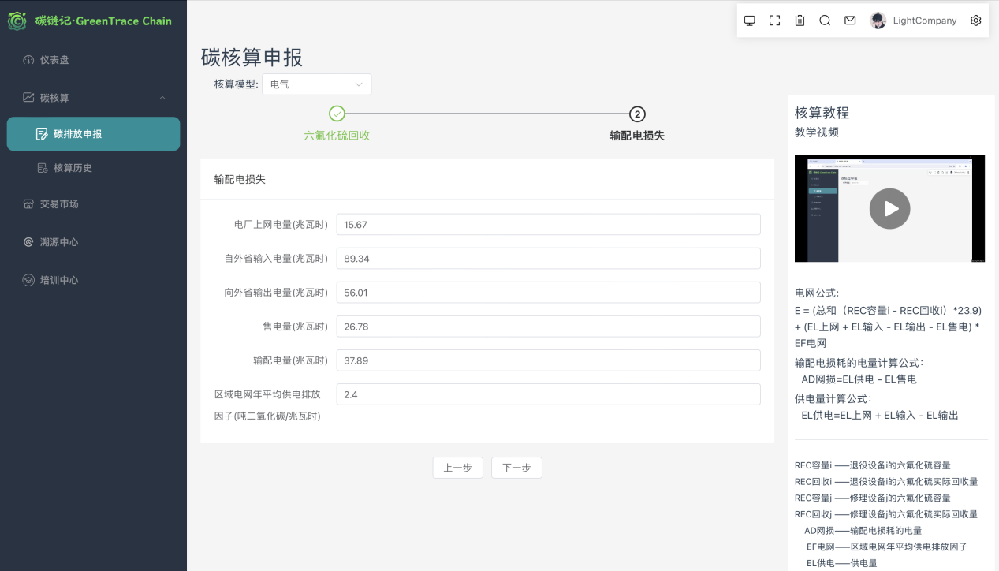 碳链记·GreenTrace Chain
仪表盘
碳核算
碳排放申报
核算历史
交易市场
溯源中心
培训中心
LightCompany
碳核算申报
核算模型:
电气
2
六氟化硫回收
输配电损失
输配电损失
电厂上网电量(兆瓦时)
15.67
自外省输入电量(兆瓦时)
89.34
向外省输出电量(兆瓦时)
56.01
售电量(兆瓦时)
26.78
输配电量(兆瓦时)
37.89
区域电网年平均供电排放
因子(吨二氧化碳/兆瓦时)
2.4
上一步
下一步
核算教程
教学视频
电网公式:
E = (总和（REC容量i - REC回收i）*23.9)
+ (EL上网 + EL输入 - EL输出 - EL售电) *
EF电网
输配电损耗的电量计算公式：
AD网损=EL供电 - EL售电
供电量计算公式：
EL供电=EL上网 + EL输入 - EL输出
REC容量i ——退役设备i的六氟化硫容量
REC回收i ——退役设备i的六氟化硫实际回收量
REC容量j ——修理设备j的六氟化硫容量
REC回收j ——修理设备j的六氟化硫实际回收量
AD网损——输配电损耗的电量
EF电网——区域电网年平均供电排放因子
EL供电——供电量